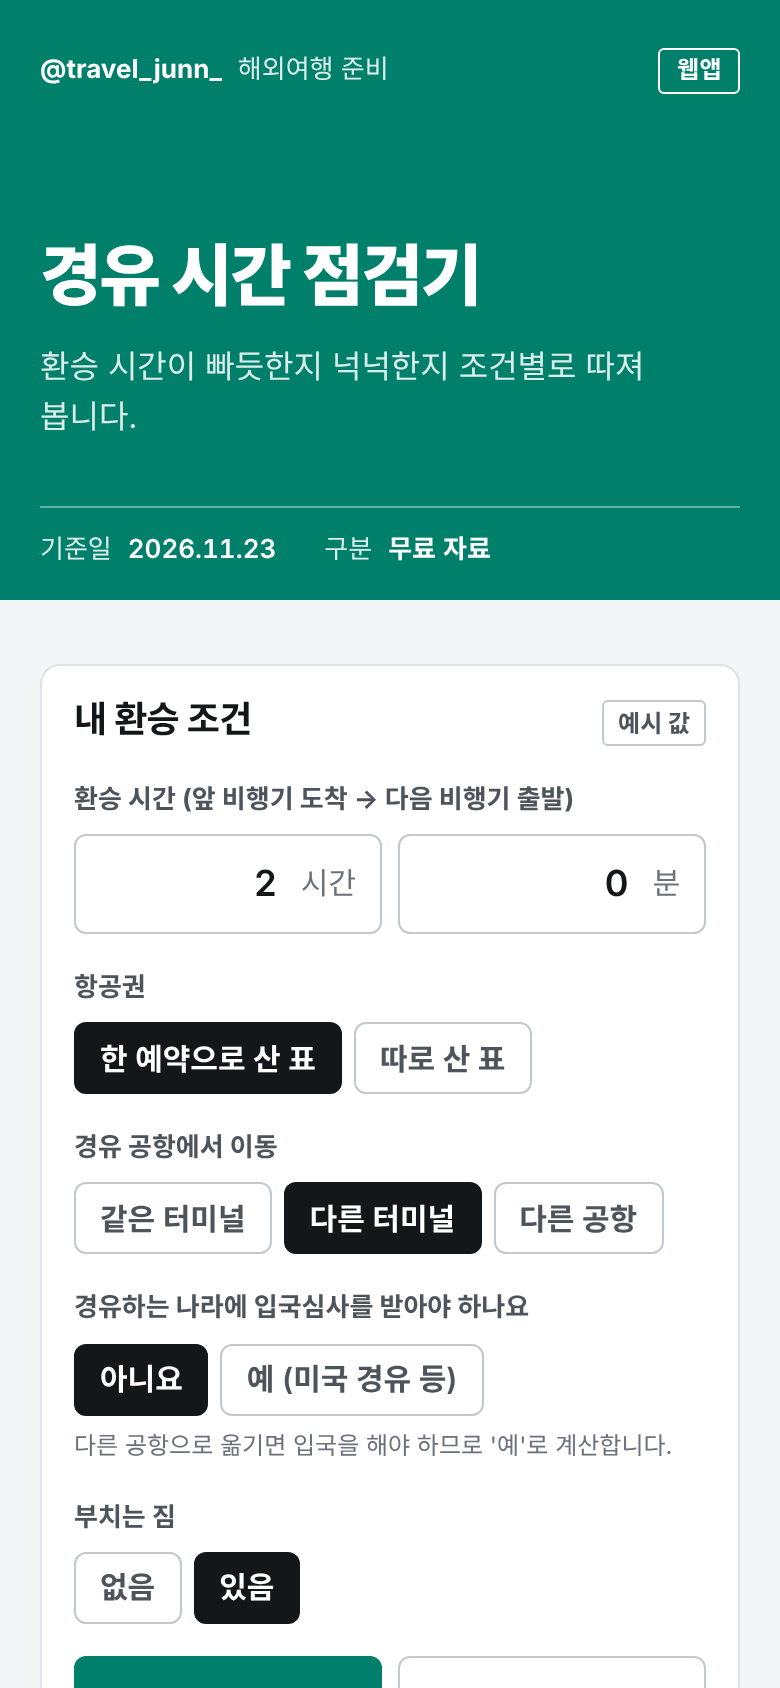 @travel_junn_ 해외여행 준비
웹앱
경유 시간 점검기
환승 시간이 빠듯한지 넉넉한지 조건별로 따져
봅니다.
기준일 2026.11.23 구분 무료 자료
내 환승 조건
예시 값
환승 시간 (앞 비행기 도착 → 다음 비행기 출발)
2 시간 0 분
항공권
한 예약으로 산 표 따로 산 표
경유 공항에서 이동
같은 터미널 다른 터미널 다른 공항
경유하는 나라에 입국심사를 받아야 하나요
아니요 예 (미국 경유 등)
다른 공항으로 옮기면 입국을 해야 하므로 '예'로 계산합니다.
부치는 짐
없음 있음